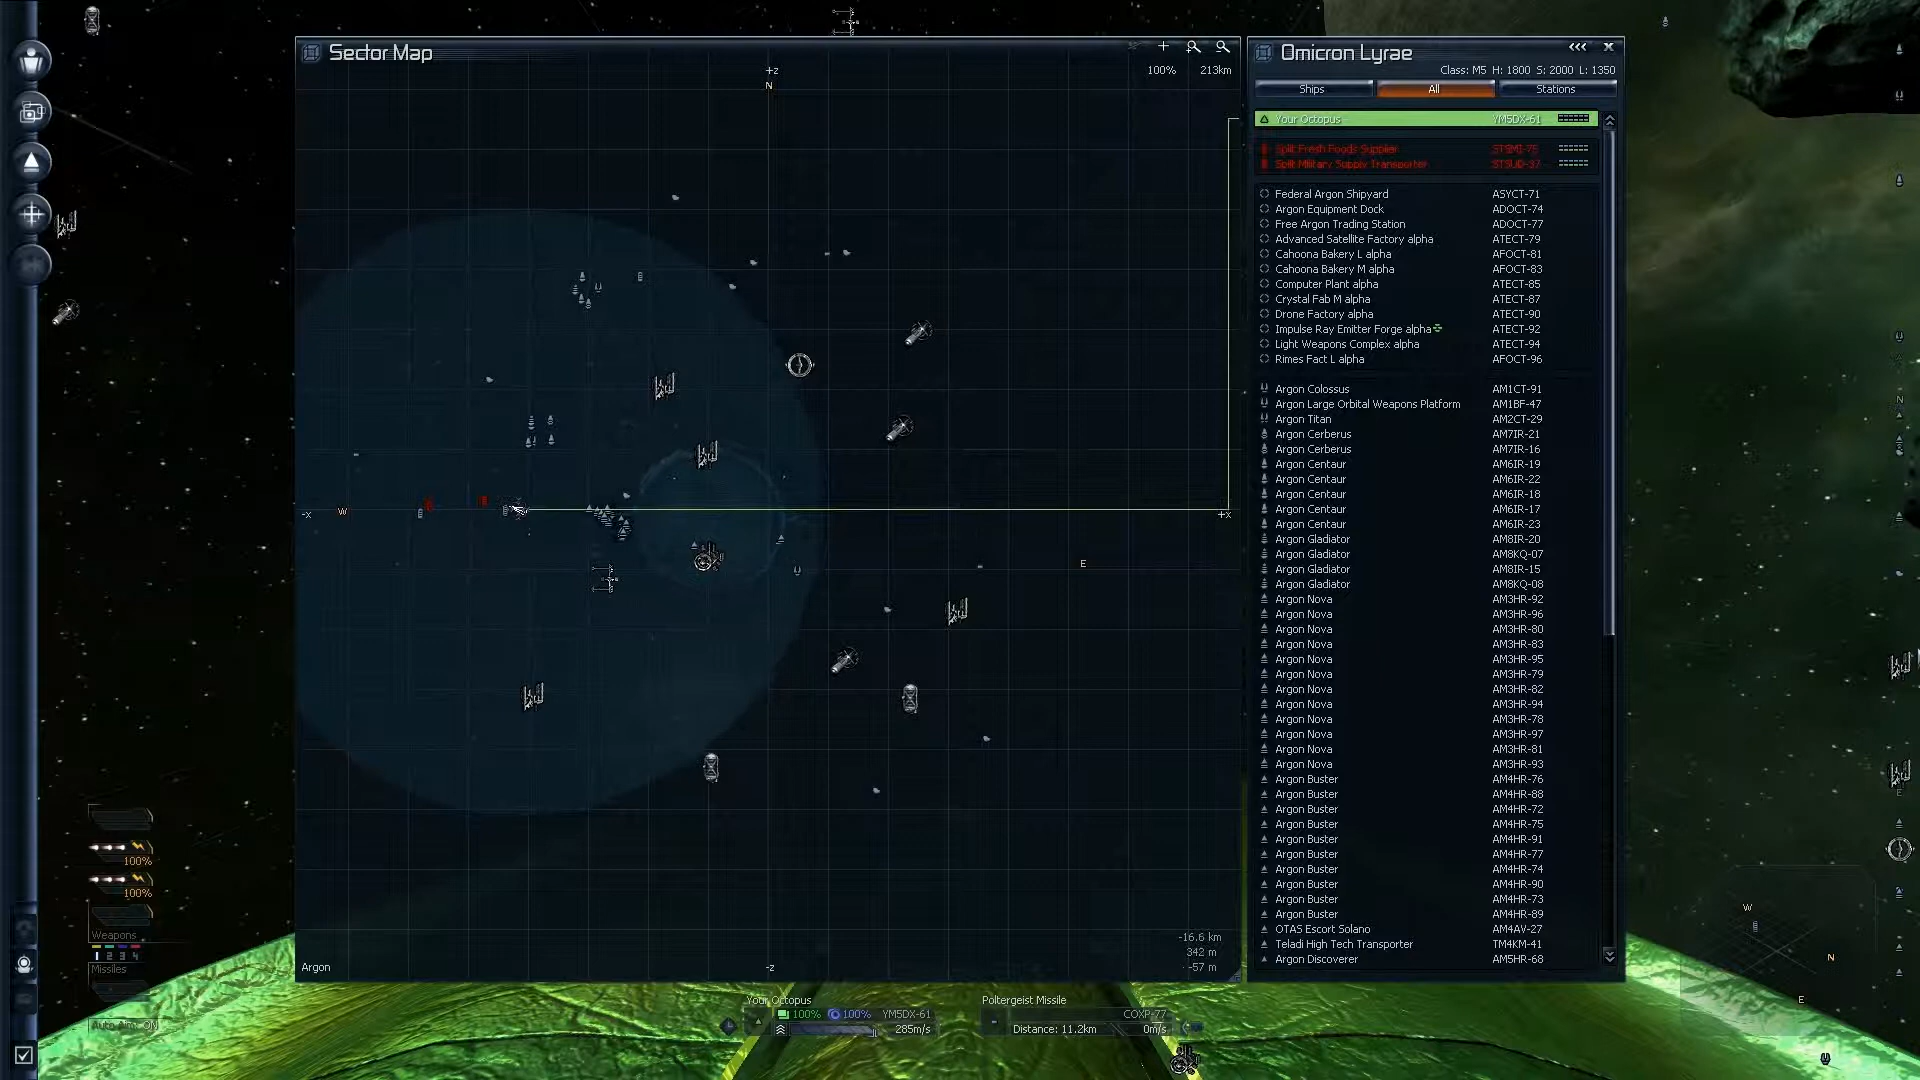 Sector Map
100% 213km
+z
N
-x W
+x
E
-z
Argon
-16.6 km
342 m
-57 m
Omicron Lyrae
Class: M5 H: 1800 S: 2000 L: 1350
Ships All Stations
Your Octopus YM5DX-61
Split Fresh Foods Supplier STSMI-75
Split Military Supply Transporter STSUD-37
Federal Argon Shipyard ASYCT-71
Argon Equipment Dock ADOCT-74
Free Argon Trading Station ADOCT-77
Advanced Satellite Factory alpha ATECT-79
Cahoona Bakery L alpha AFOCT-81
Cahoona Bakery M alpha AFOCT-83
Computer Plant alpha ATECT-85
Crystal Fab M alpha ATECT-87
Drone Factory alpha ATECT-90
Impulse Ray Emitter Forge alpha ATECT-92
Light Weapons Complex alpha ATECT-94
Rimes Fact L alpha AFOCT-96
Argon Colossus AM1CT-91
Argon Large Orbital Weapons Platform AM1BF-47
Argon Titan AM2CT-29
Argon Cerberus AM7IR-21
Argon Cerberus AM7IR-16
Argon Centaur AM6IR-19
Argon Centaur AM6IR-22
Argon Centaur AM6IR-18
Argon Centaur AM6IR-17
Argon Centaur AM6IR-23
Argon Gladiator AM8IR-20
Argon Gladiator AM8KQ-07
Argon Gladiator AM8IR-15
Argon Gladiator AM8KQ-08
Argon Nova AM3HR-92
Argon Nova AM3HR-96
Argon Nova AM3HR-80
Argon Nova AM3HR-83
Argon Nova AM3HR-95
Argon Nova AM3HR-79
Argon Nova AM3HR-82
Argon Nova AM3HR-94
Argon Nova AM3HR-78
Argon Nova AM3HR-97
Argon Nova AM3HR-81
Argon Nova AM3HR-93
Argon Buster AM4HR-76
Argon Buster AM4HR-88
Argon Buster AM4HR-72
Argon Buster AM4HR-75
Argon Buster AM4HR-91
Argon Buster AM4HR-77
Argon Buster AM4HR-74
Argon Buster AM4HR-90
Argon Buster AM4HR-73
Argon Buster AM4HR-89
OTAS Escort Solano AM4AV-27
Teladi High Tech Transporter TM4KM-41
Argon Discoverer AM5HR-68
100%
100%
Weapons
1 2 3 4
Missiles
Auto Aim: ON
Your Octopus
100% 100% YM5DX-61
285m/s
Poltergeist Missile
COXP-77
Distance: 11.2km 0m/s
N
E
W
N
E